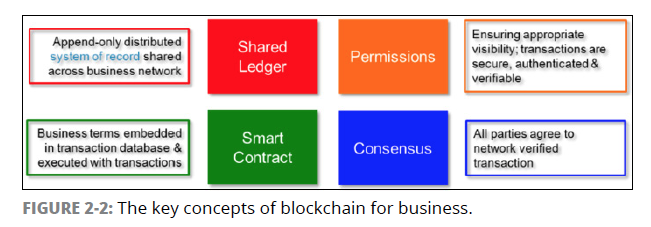 Append-only distributed
system of record shared
across business network
Shared
Ledger
Permissions
Ensuring appropriate
visibility; transactions are
secure, authenticated &
verifiable
Business terms embedded
in transaction database &
executed with transactions
Smart
Contract
Consensus
All parties agree to
network verified
transaction
FIGURE 2-2: The key concepts of blockchain for business.